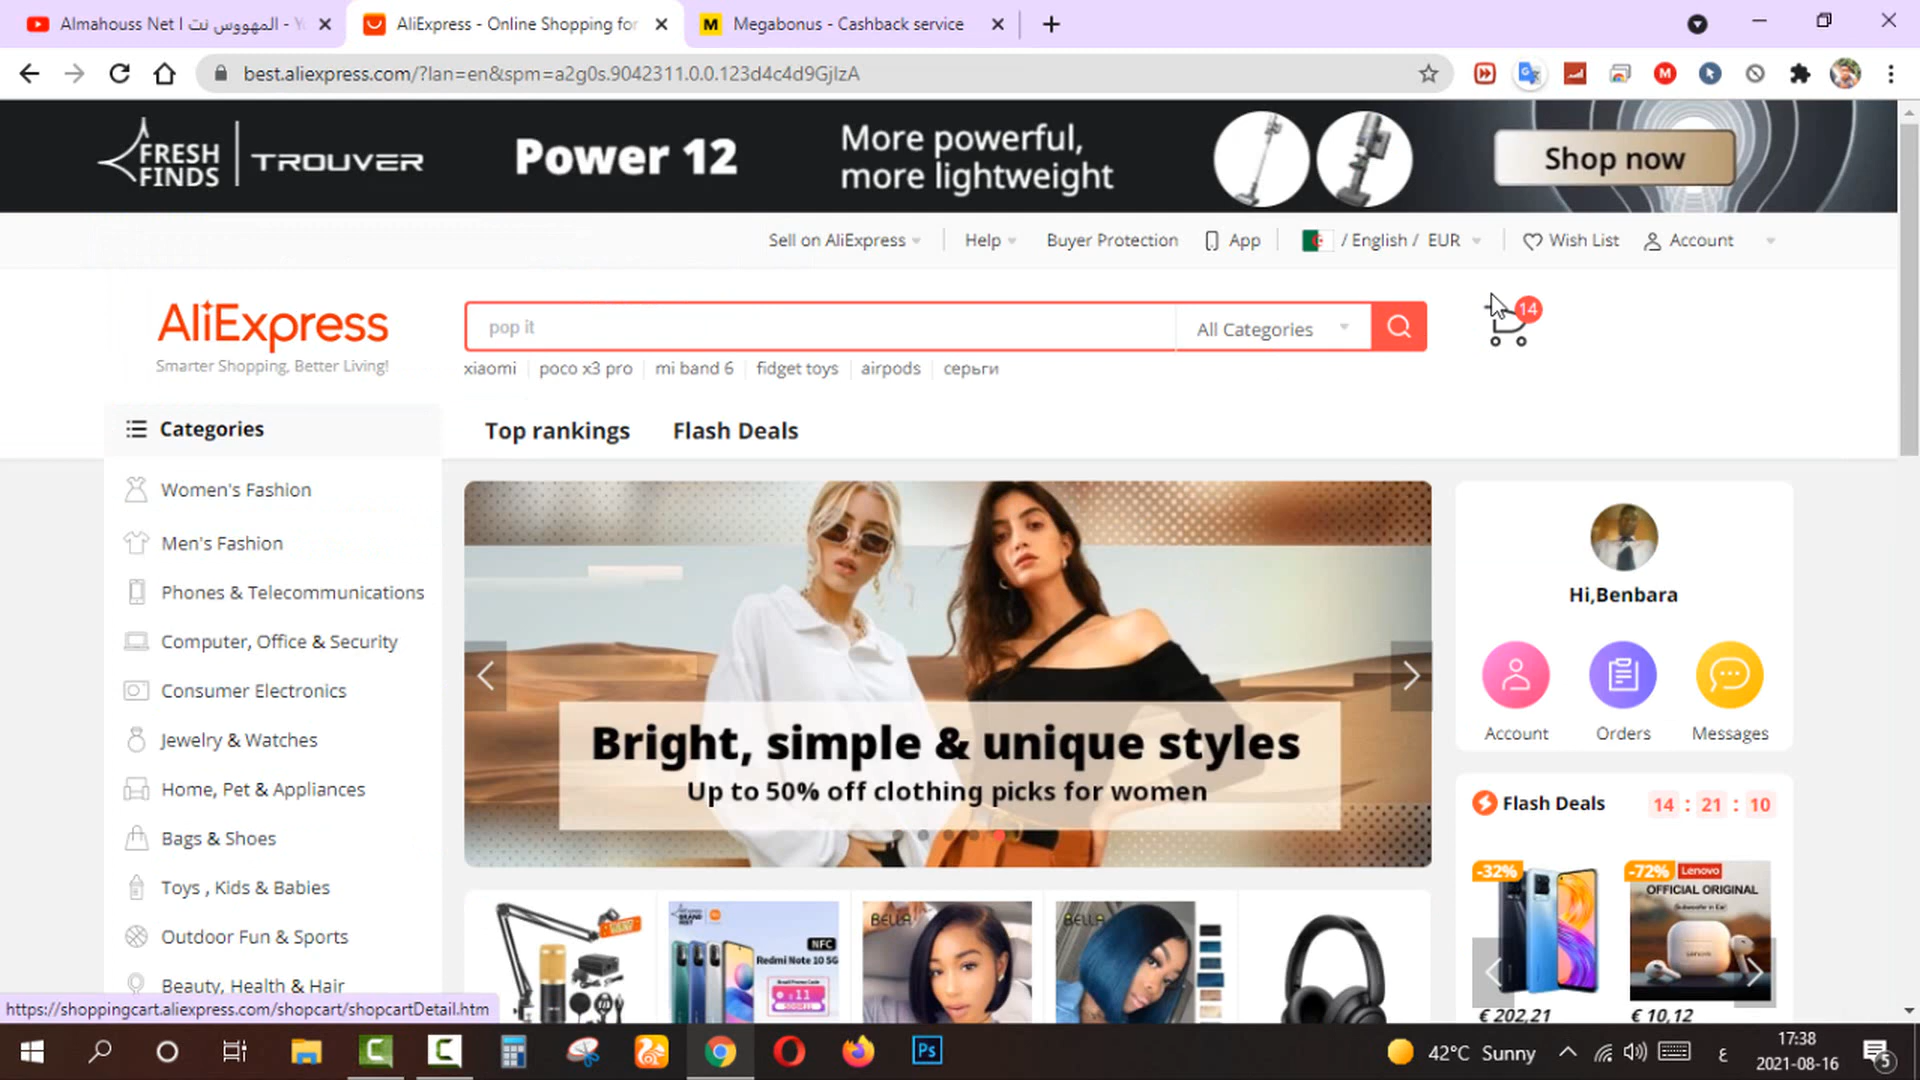 Almahouss Net | المهووس نت - Yo
AliExpress - Online Shopping for
Megabonus - Cashback service
best.aliexpress.com/?lan=en&spm=a2g0s.9042311.0.0.123d4c4d9GjIzA
FRESH FINDS
TROUVER
Power 12
More powerful,
more lightweight
Shop now
Sell on AliExpress
Help
Buyer Protection
App
/ English / EUR
Wish List
Account
AliExpress
Smarter Shopping, Better Living!
pop it
All Categories
14
xiaomi
poco x3 pro
mi band 6
fidget toys
airpods
серьги
Categories
Top rankings
Flash Deals
Women's Fashion
Men's Fashion
Phones & Telecommunications
Computer, Office & Security
Consumer Electronics
Jewelry & Watches
Home, Pet & Appliances
Bags & Shoes
Toys , Kids & Babies
Outdoor Fun & Sports
Beauty, Health & Hair
Bright, simple & unique styles
Up to 50% off clothing picks for women
Hi,Benbara
Account
Orders
Messages
Flash Deals
14 : 21 : 10
-32%
-72%
Lenovo
OFFICIAL ORIGINAL
€ 202,21
€ 10,12
NFC
Redmi Note 10 5G
BELLA
BELLA
https://shoppingcart.aliexpress.com/shopcart/shopcartDetail.htm
Ps
42°C Sunny
ع
17:38
2021-08-16
5